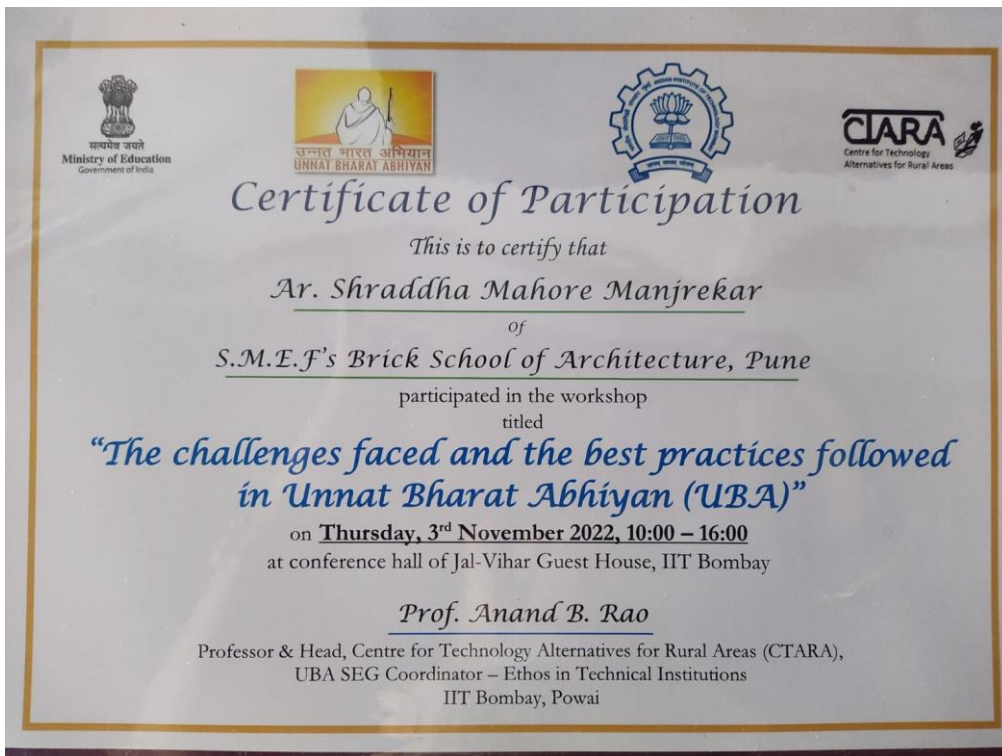 सत्यमेव जयते
Ministry of Education
Government of India
उन्नत भारत अभियान
UNNAT BHARAT ABHIYAN
CTARA
Centre for Technology
Alternatives for Rural Areas
Certificate of Participation
This is to certify that
Ar. Shraddha Mahore Manjrekar
of
S.M.E.F's Brick School of Architecture, Pune
participated in the workshop
titled
“The challenges faced and the best practices followed
in Unnat Bharat Abhiyan (UBA)”
on Thursday, 3rd November 2022, 10:00 – 16:00
at conference hall of Jal-Vihar Guest House, IIT Bombay
Prof. Anand B. Rao
Professor & Head, Centre for Technology Alternatives for Rural Areas (CTARA),
UBA SEG Coordinator – Ethos in Technical Institutions
IIT Bombay, Powai